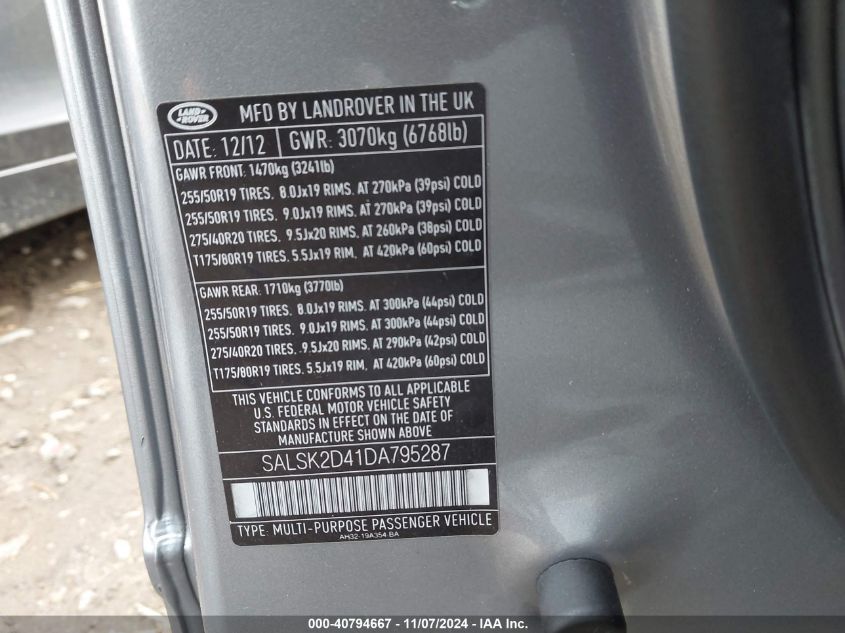 LAND
ROVER
MFD BY LANDROVER IN THE UK
DATE: 12/12
GWR: 3070kg (6768lb)
GAWR FRONT: 1470kg (3241lb)
255/50R19 TIRES. 8.0Jx19 RIMS. AT 270kPa (39psi) COLD
255/50R19 TIRES. 9.0Jx19 RIMS. AT 270kPa (39psi) COLD
275/40R20 TIRES. 9.5Jx20 RIMS. AT 260kPa (38psi) COLD
T175/80R19 TIRES. 5.5Jx19 RIM. AT 420kPa (60psi) COLD
GAWR REAR: 1710kg (3770lb)
255/50R19 TIRES. 8.0Jx19 RIMS. AT 300kPa (44psi) COLD
255/50R19 TIRES. 9.0Jx19 RIMS. AT 300kPa (44psi) COLD
275/40R20 TIRES. 9.5Jx20 RIMS. AT 290kPa (42psi) COLD
T175/80R19 TIRES. 5.5Jx19 RIM. AT 420kPa (60psi) COLD
THIS VEHICLE CONFORMS TO ALL APPLICABLE
U.S. FEDERAL MOTOR VEHICLE SAFETY
STANDARDS IN EFFECT ON THE DATE OF
MANUFACTURE SHOWN ABOVE
SALSK2D41DA795287
TYPE: MULTI-PURPOSE PASSENGER VEHICLE
AH32-19A354-BA
000-40794667 - 11/07/2024 - IAA Inc.